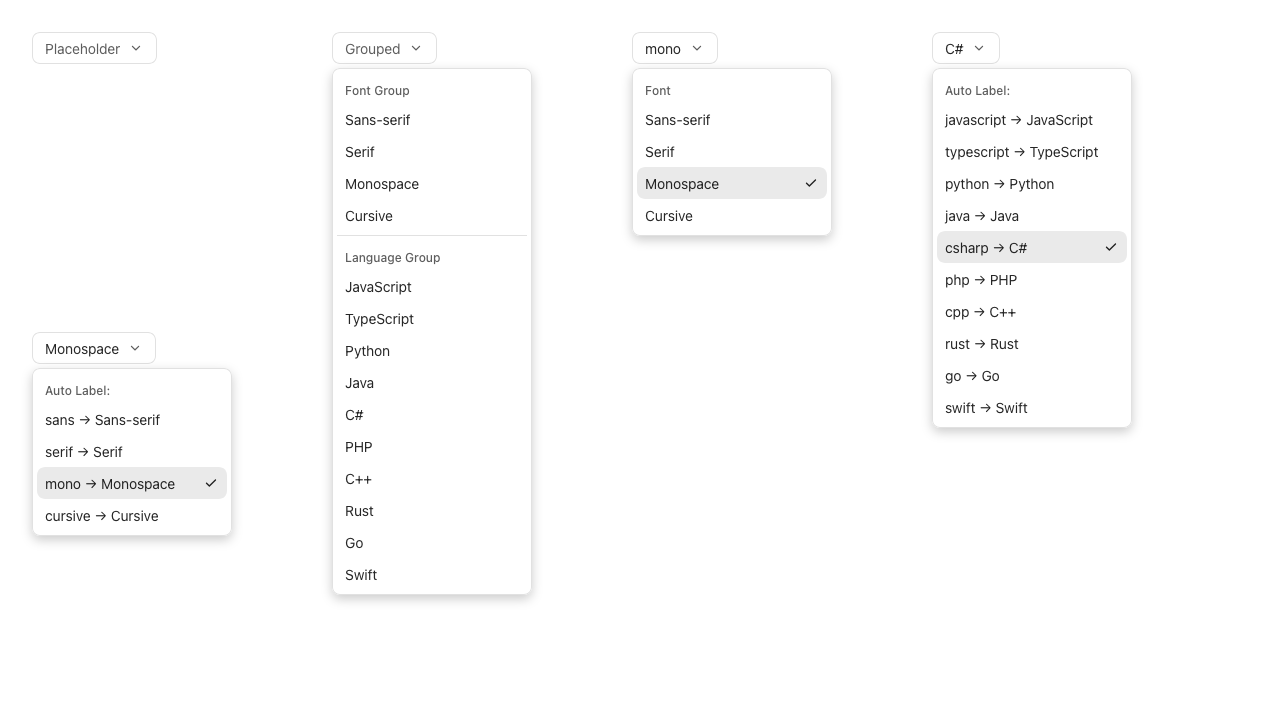 Placeholder
Grouped
Font Group
Sans-serif
Serif
Monospace
Cursive
Language Group
JavaScript
TypeScript
Python
Java
C#
PHP
C++
Rust
Go
Swift
mono
Font
Sans-serif
Serif
Monospace
Cursive
C#
Auto Label:
javascript → JavaScript
typescript → TypeScript
python → Python
java → Java
csharp → C#
php → PHP
cpp → C++
rust → Rust
go → Go
swift → Swift
Monospace
Auto Label:
sans → Sans-serif
serif → Serif
mono → Monospace
cursive → Cursive